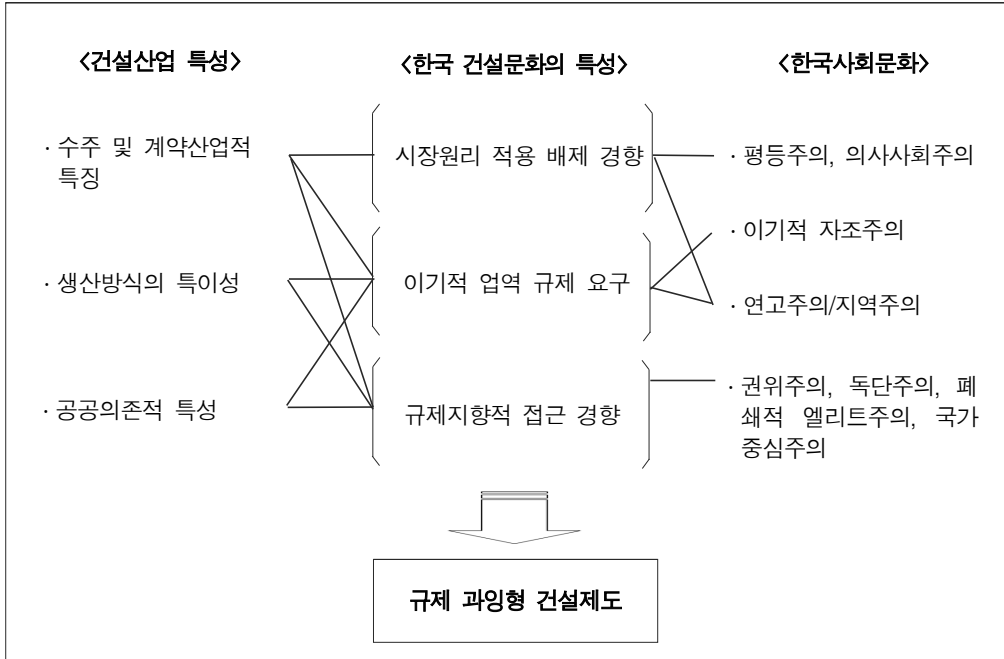 <건설산업 특성>
· 수주 및 계약산업적
특징
· 생산방식의 특이성
· 공공의존적 특성
<한국 건설문화의 특성>
시장원리 적용 배제 경향
이기적 업역 규제 요구
규제지향적 접근 경향
<한국사회문화>
· 평등주의, 의사사회주의
· 이기적 자조주의
· 연고주의/지역주의
· 권위주의, 독단주의, 폐
쇄적 엘리트주의, 국가
중심주의
규제 과잉형 건설제도